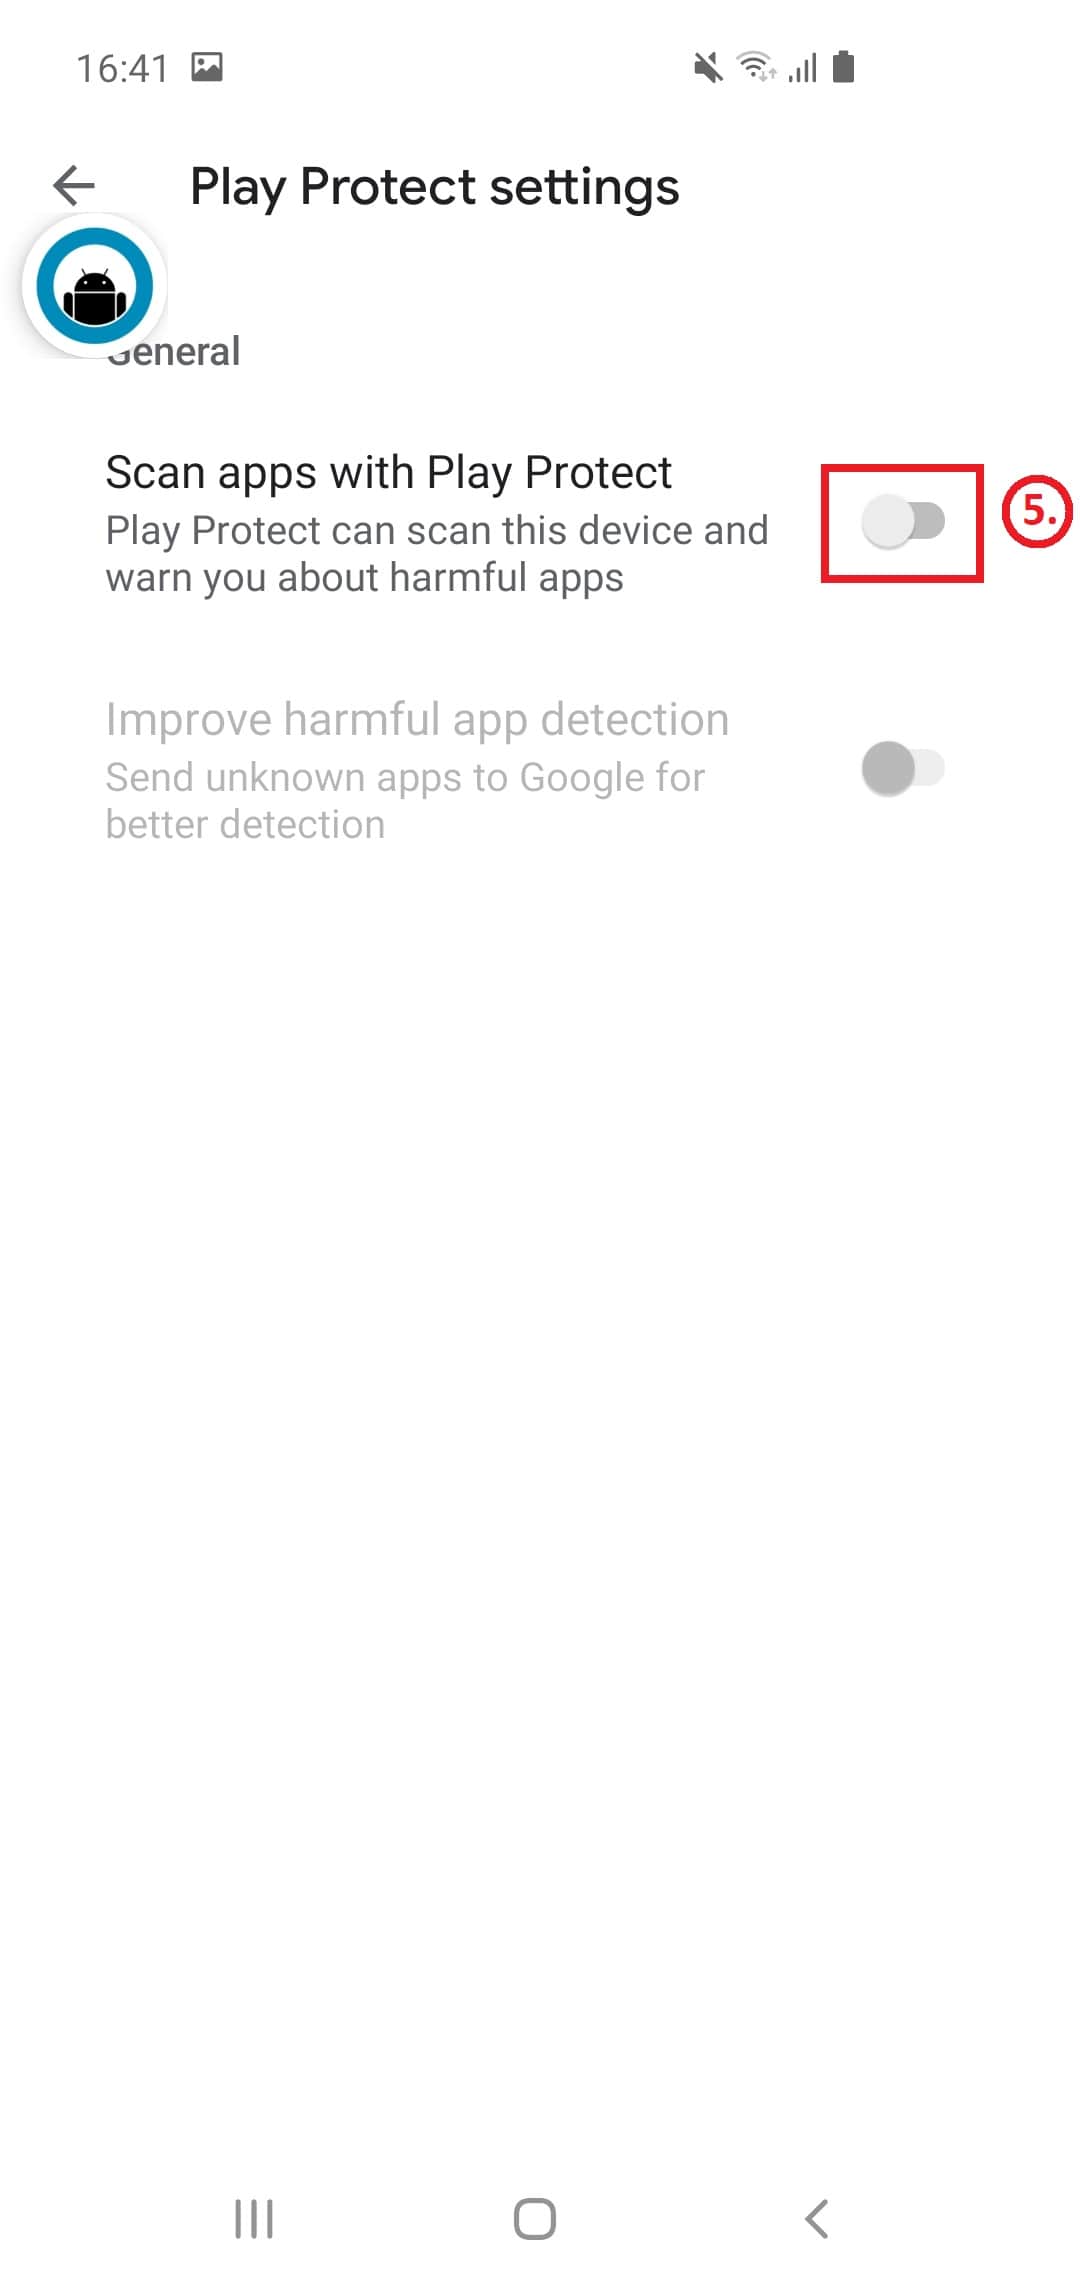 16:41
Play Protect settings
General
Scan apps with Play Protect
Play Protect can scan this device and
warn you about harmful apps
5.
Improve harmful app detection
Send unknown apps to Google for
better detection